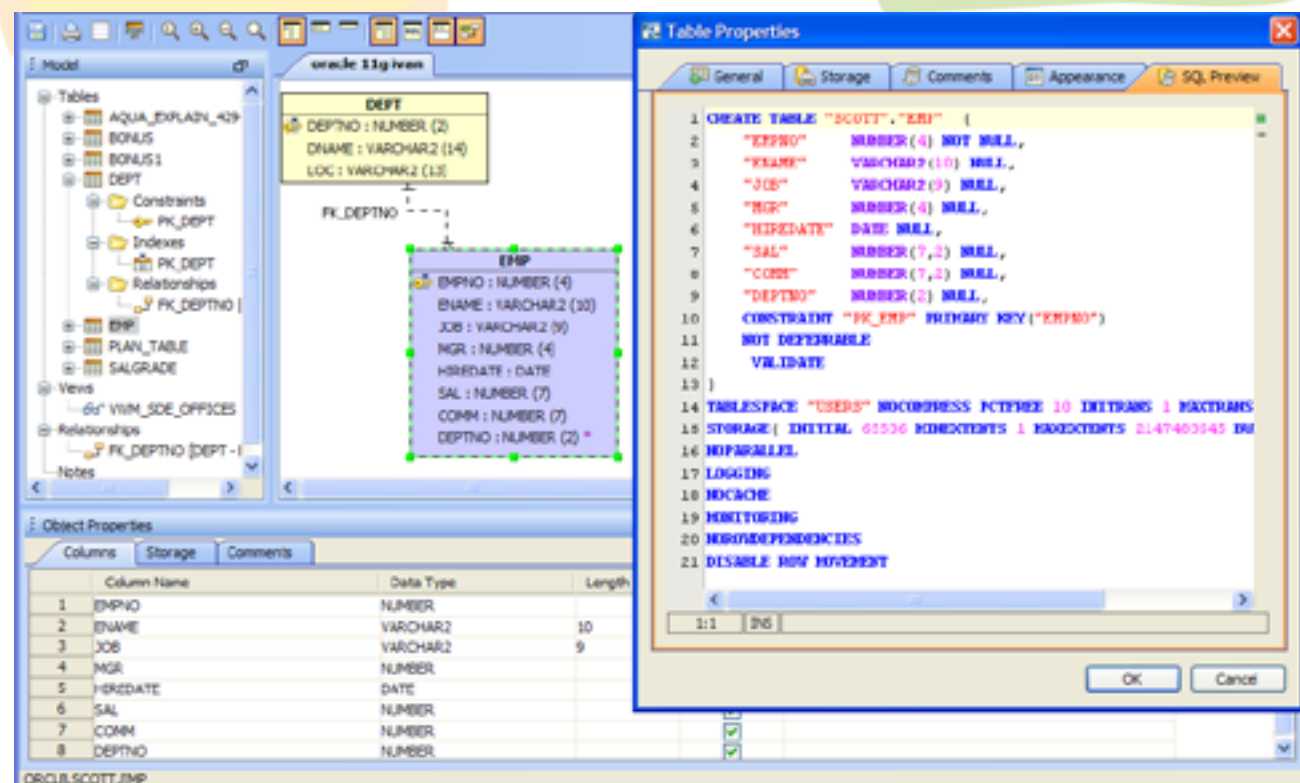 Model
Tables
AQUA_EXPLAIN_429
BONUS
BONUS1
DEPT
Constraints
PK_DEPT
Indexes
PK_DEPT
Relationships
FK_DEPTNO [
EMP
PLAN_TABLE
SALGRADE
Views
VWM_SDE_OFFICES
Relationships
FK_DEPTNO [DEPT -
Notes
oracle 11g ivan
DEPT
DEPTNO : NUMBER (2)
DNAME : VARCHAR2 (14)
LOC : VARCHAR2 (13)
FK_DEPTNO
EMP
EMPNO : NUMBER (4)
ENAME : VARCHAR2 (10)
JOB : VARCHAR2 (9)
MGR : NUMBER (4)
HIREDATE : DATE
SAL : NUMBER (7)
COMM : NUMBER (7)
DEPTNO : NUMBER (2) *
Table Properties
General Storage Comments Appearance SQL Preview
1 CREATE TABLE "SCOTT"."EMP" (
2 "EMPNO" NUMBER(4) NOT NULL,
3 "ENAME" VARCHAR2(10) NULL,
4 "JOB" VARCHAR2(9) NULL,
5 "MGR" NUMBER(4) NULL,
6 "HIREDATE" DATE NULL,
7 "SAL" NUMBER(7,2) NULL,
8 "COMM" NUMBER(7,2) NULL,
9 "DEPTNO" NUMBER(2) NULL,
10 CONSTRAINT "PK_EMP" PRIMARY KEY("EMPNO")
11 NOT DEFERRABLE
12 VALIDATE
13 )
14 TABLESPACE "USERS" NOCOMPRESS PCTFREE 10 INITRANS 1 MAXTRANS
15 STORAGE( INITIAL 65536 MINEXTENTS 1 MAXEXTENTS 2147483645 BU
16 NOPARALLEL
17 LOGGING
18 NOCACHE
19 MONITORING
20 NOROWDEPENDENCIES
21 DISABLE ROW MOVEMENT
1:1 INS
OK Cancel
Object Properties
Columns Storage Comments
Column Name Data Type Length
1 EMPNO NUMBER
2 ENAME VARCHAR2 10
3 JOB VARCHAR2 9
4 MGR NUMBER
5 HIREDATE DATE
6 SAL NUMBER
7 COMM NUMBER
8 DEPTNO NUMBER